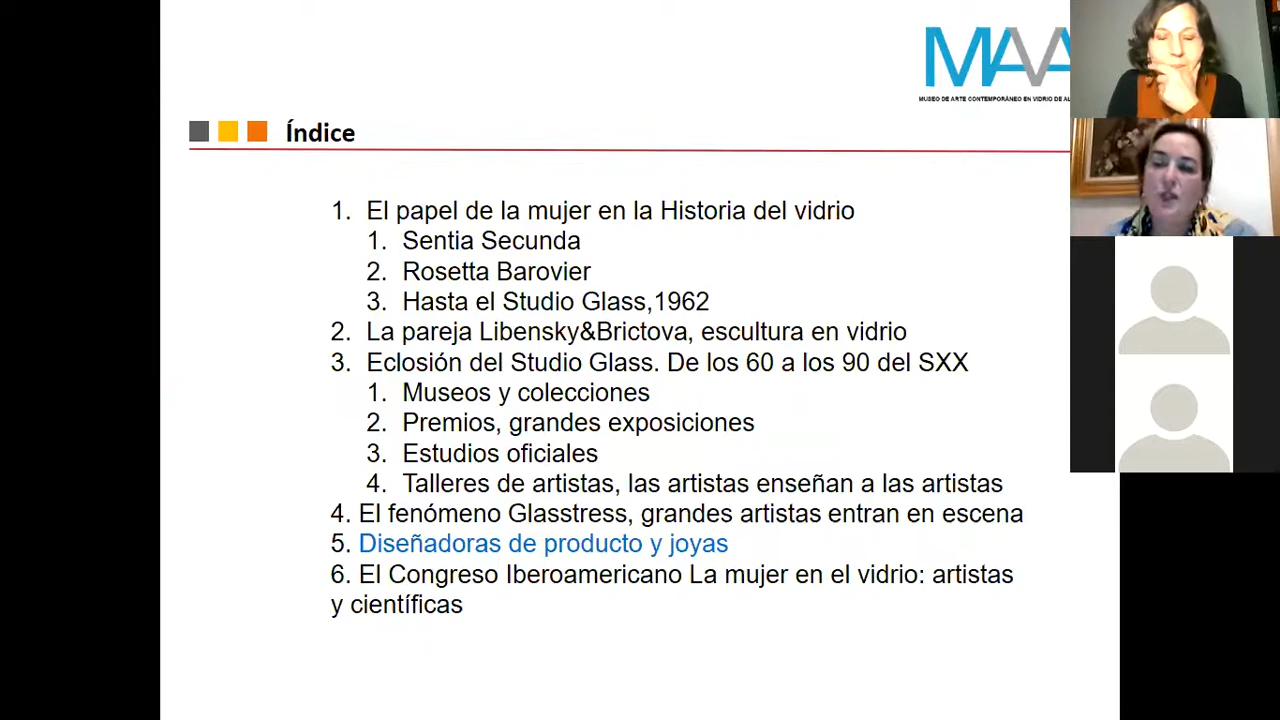 MAVA
MUSEO DE ARTE CONTEMPORÁNEO EN VIDRIO DE AL
Índice
1. El papel de la mujer en la Historia del vidrio
1. Sentia Secunda
2. Rosetta Barovier
3. Hasta el Studio Glass,1962
2. La pareja Libensky&Brictova, escultura en vidrio
3. Eclosión del Studio Glass. De los 60 a los 90 del SXX
1. Museos y colecciones
2. Premios, grandes exposiciones
3. Estudios oficiales
4. Talleres de artistas, las artistas enseñan a las artistas
4. El fenómeno Glasstress, grandes artistas entran en escena
5. Diseñadoras de producto y joyas
6. El Congreso Iberoamericano La mujer en el vidrio: artistas
y científicas